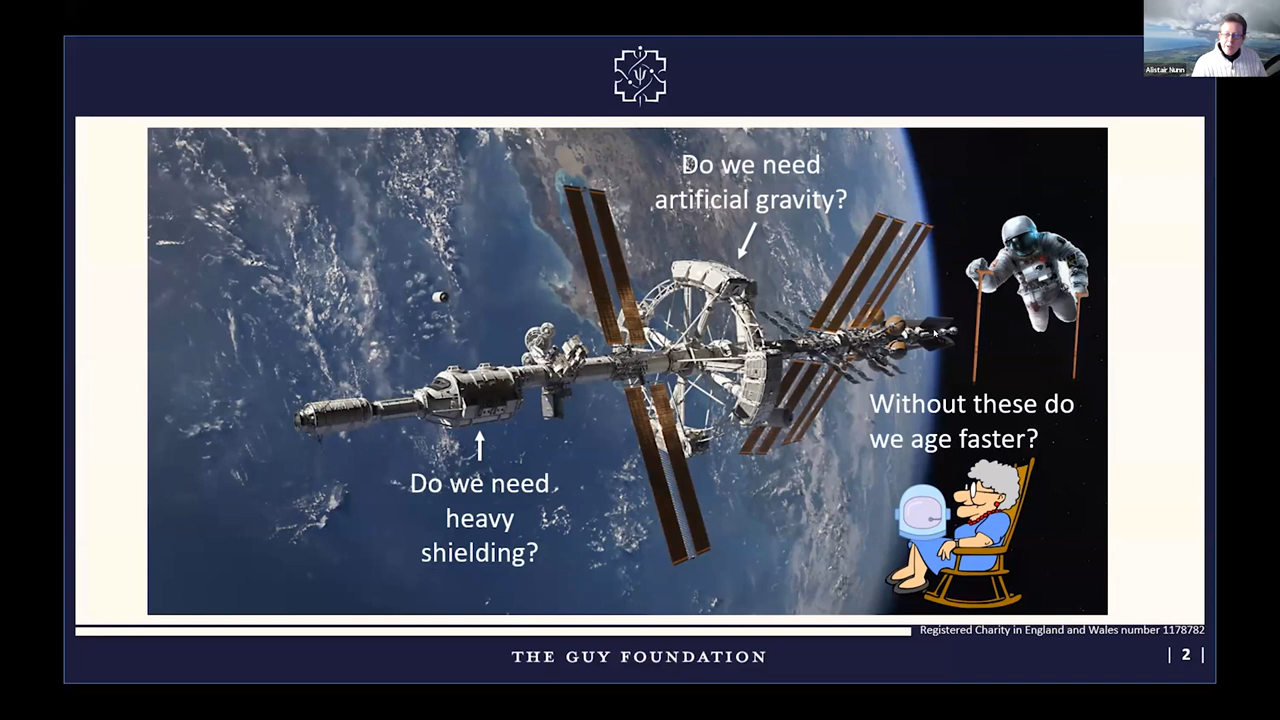 Alistair Nunn
Do we need
artificial gravity?
Without these do
we age faster?
Do we need
heavy
shielding?
Registered Charity in England and Wales number 1178782
THE GUY FOUNDATION
| 2 |